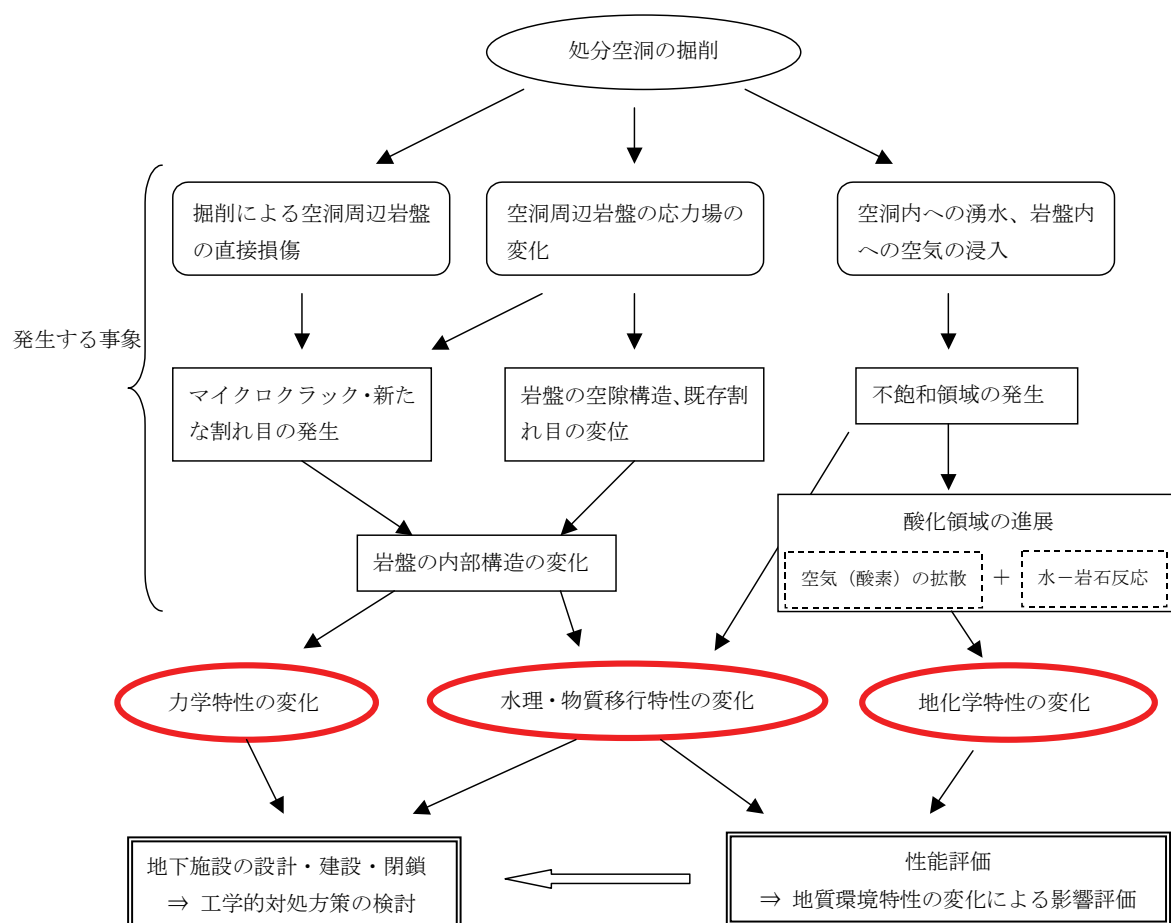 処分空洞の掘削
掘削による空洞周辺岩盤
の直接損傷
空洞周辺岩盤の応力場の
変化
空洞内への湧水、岩盤内
への空気の浸入
発生する事象
マイクロクラック・新た
な割れ目の発生
岩盤の空隙構造、既存割
れ目の変位
不飽和領域の発生
酸化領域の進展
空気（酸素）の拡散 + 水－岩石反応
岩盤の内部構造の変化
力学特性の変化
水理・物質移行特性の変化
地化学特性の変化
地下施設の設計・建設・閉鎖
⇒ 工学的対処方策の検討
性能評価
⇒ 地質環境特性の変化による影響評価